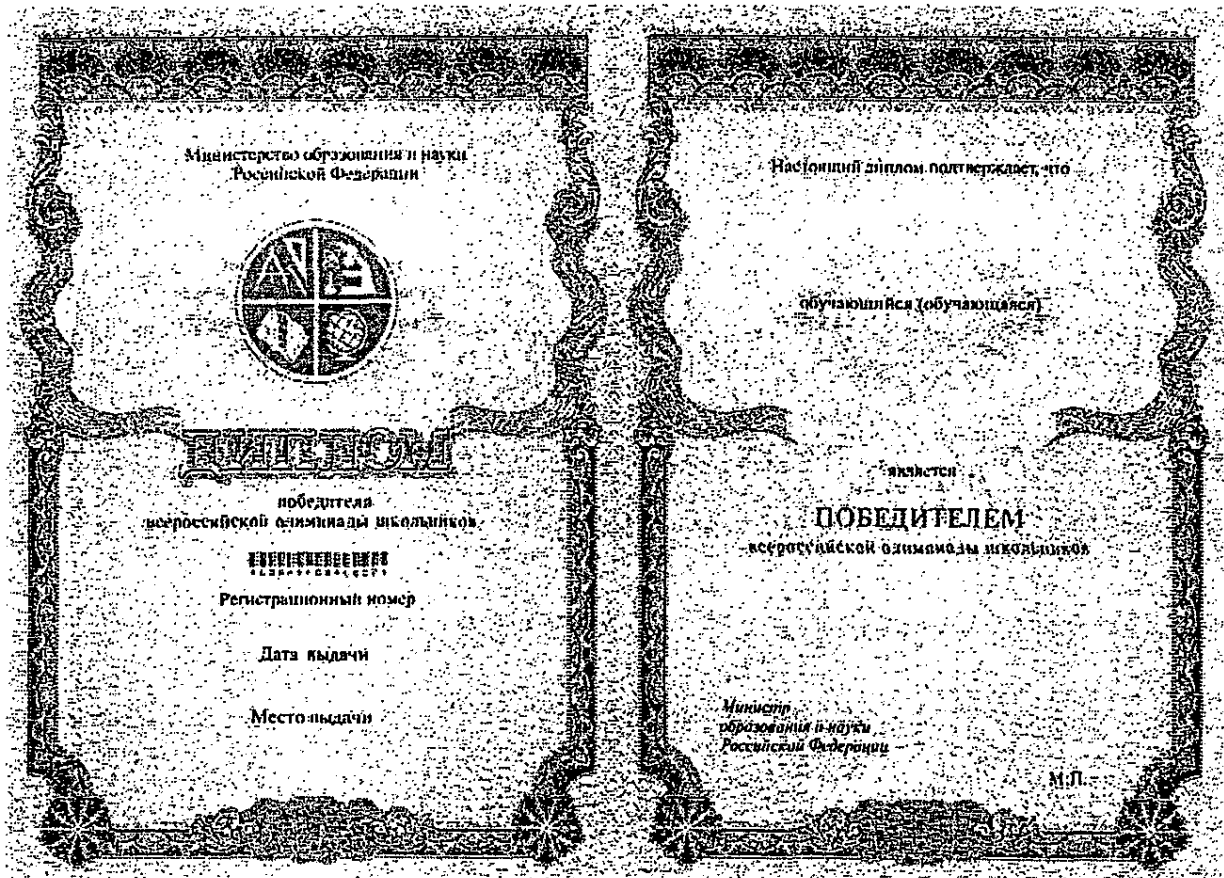 Министерство образования и науки
Российской Федерации
ДИПЛОМ
победителя
всероссийской олимпиады школьников
Регистрационный номер
Дата выдачи
Место выдачи
Настоящий диплом подтверждает, что
обучающийся (обучающаяся)
является
ПОБЕДИТЕЛЕМ
всероссийской олимпиады школьников
Министр
образования и науки
Российской Федерации
М.П.